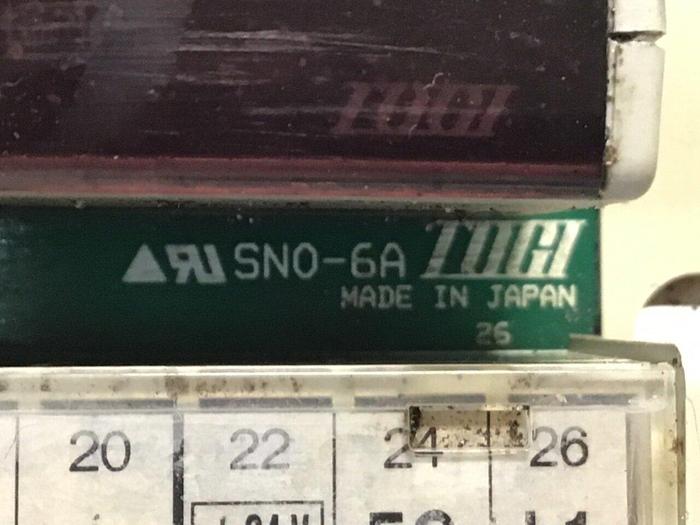 TOGI
SNO-6A TOGI
MADE IN JAPAN
26
20 22 24 26